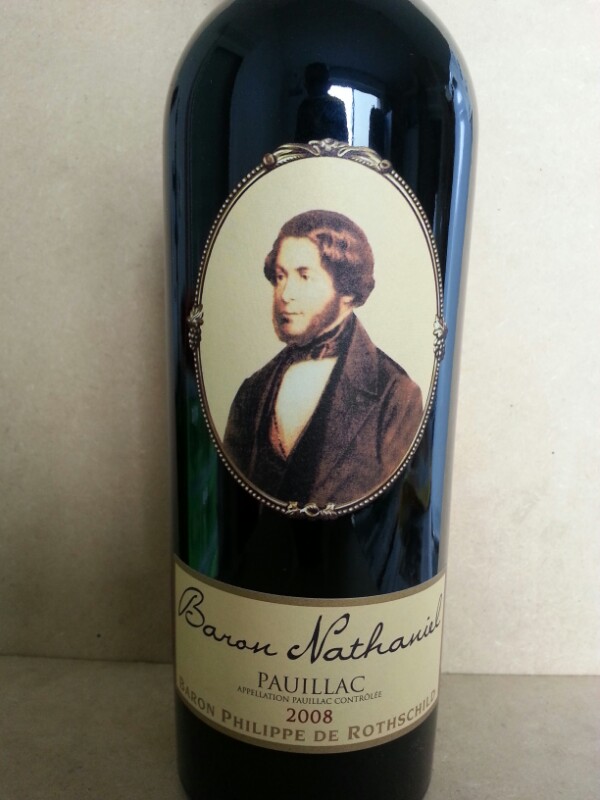 Baron Nathaniel
PAUILLAC
APPELLATION PAUILLAC CONTRÔLÉE
2008
BARON PHILIPPE DE ROTHSCHILD